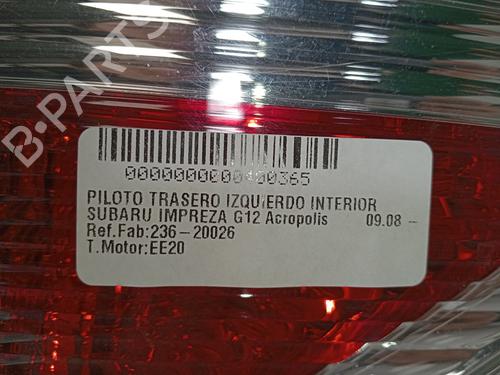 B-PARTS
0000000000400365
PILOTO TRASERO IZQUIERDO INTERIOR
SUBARU IMPREZA G12 Acropolis 09.08 -
Ref.Fab:236-20026
T.Motor:EE20